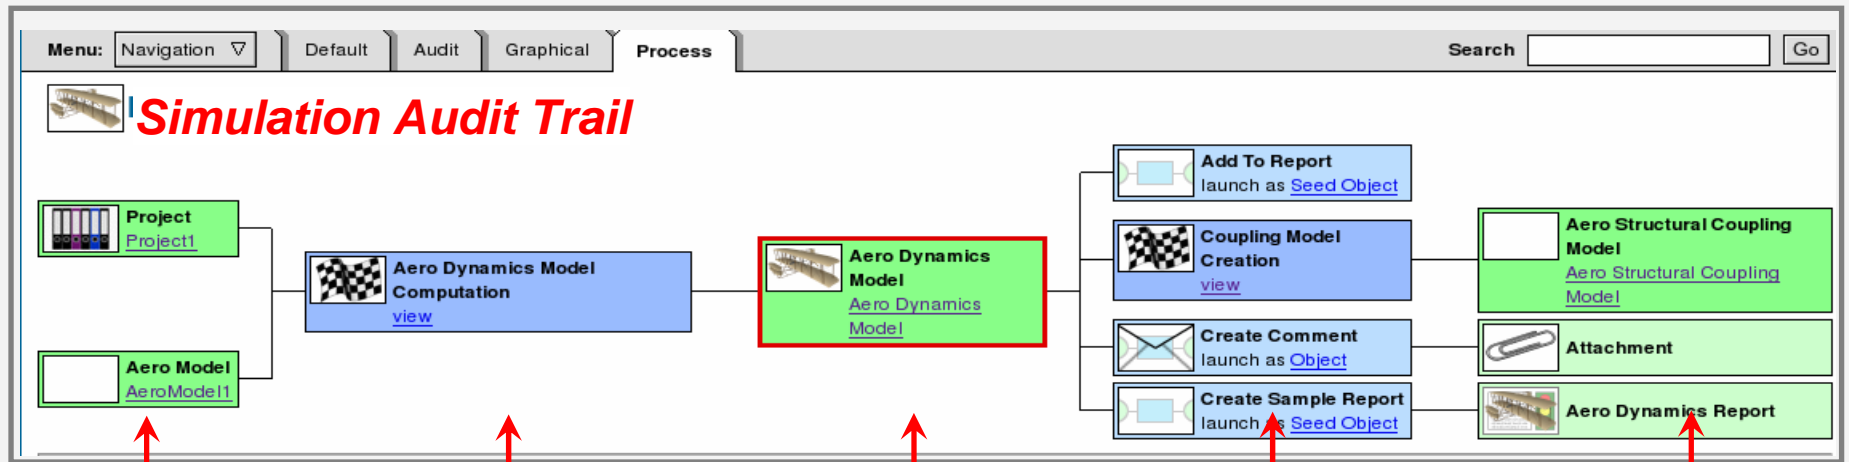 Menu: Navigation Default Audit Graphical Process Search Go
Simulation Audit Trail
Project
Project1
Aero Model
AeroModel1
Aero Dynamics Model
Computation
view
Aero Dynamics
Model
Aero Dynamics
Model
Add To Report
launch as Seed Object
Coupling Model
Creation
view
Create Comment
launch as Object
Create Sample Report
launch as Seed Object
Aero Structural Coupling
Model
Aero Structural Coupling
Model
Attachment
Aero Dynamics Report